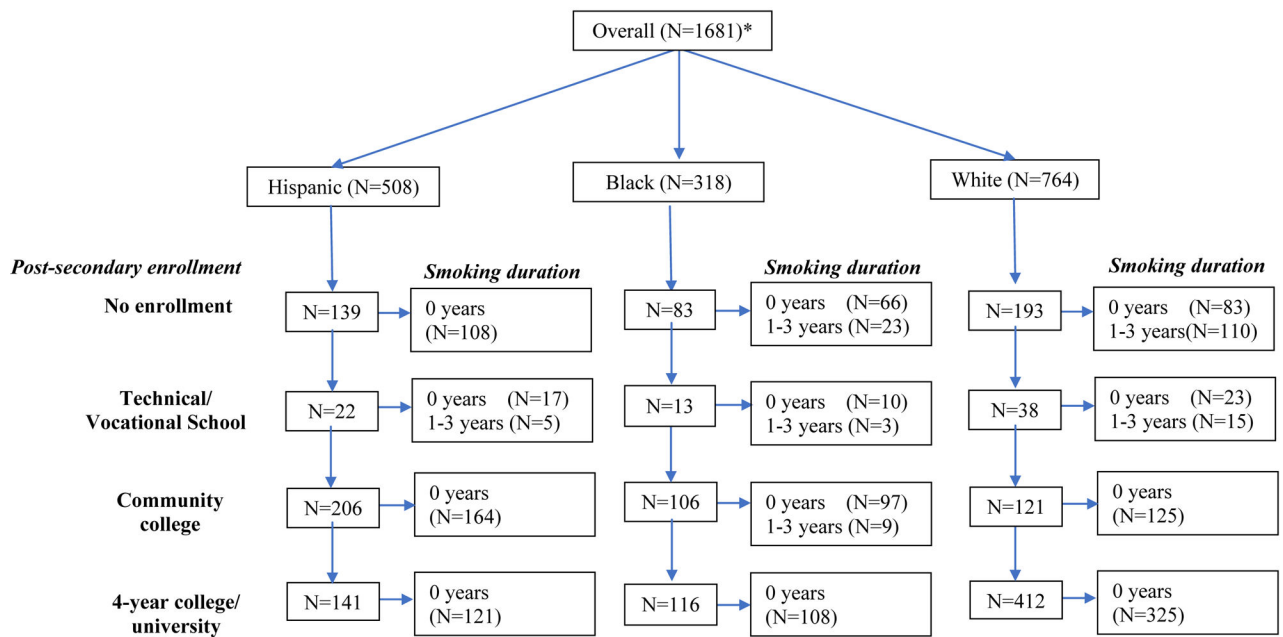 Overall (N=1681)*
Hispanic (N=508)
Black (N=318)
White (N=764)
Post-secondary enrollment
Smoking duration
Smoking duration
Smoking duration
No enrollment
N=139
0 years
(N=108)
N=83
0 years (N=66)
1-3 years (N=23)
N=193
0 years (N=83)
1-3 years(N=110)
Technical/
Vocational School
N=22
0 years (N=17)
1-3 years (N=5)
N=13
0 years (N=10)
1-3 years (N=3)
N=38
0 years (N=23)
1-3 years (N=15)
Community
college
N=206
0 years
(N=164)
N=106
0 years (N=97)
1-3 years (N=9)
N=121
0 years
(N=125)
4-year college/
university
N=141
0 years
(N=121)
N=116
0 years
(N=108)
N=412
0 years
(N=325)